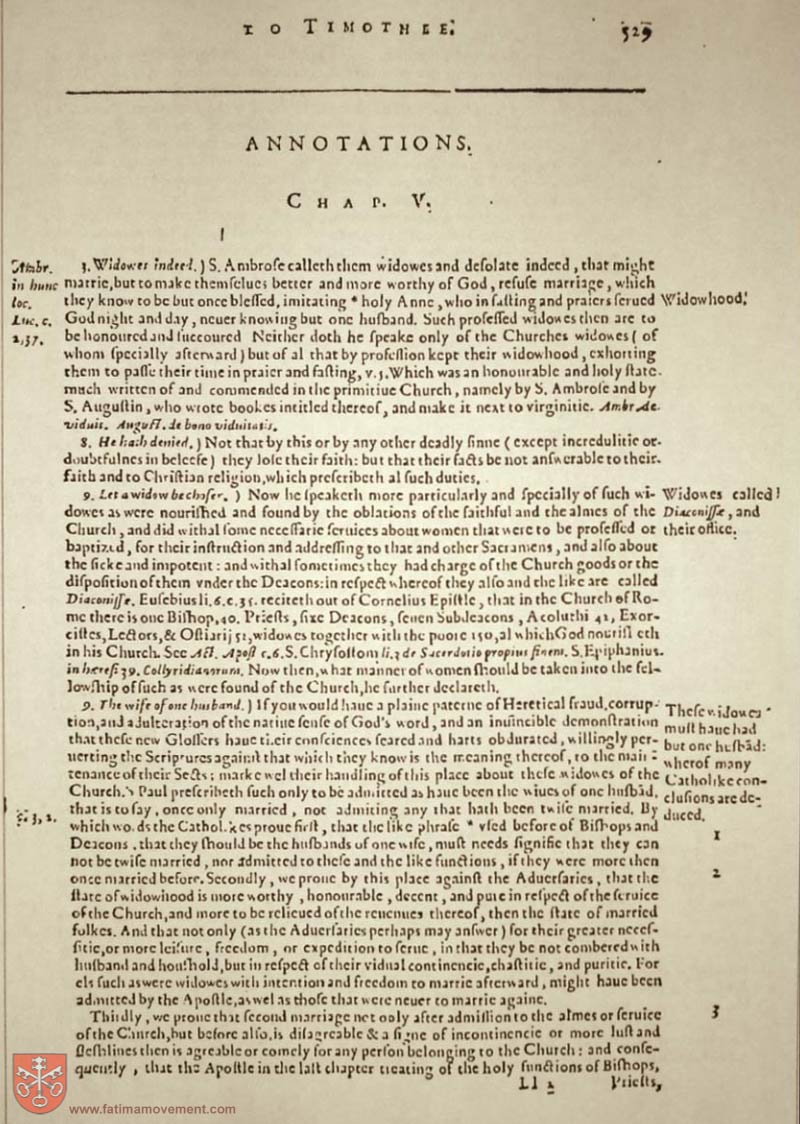 TO TIMOTHEE.
529
ANNOTATIONS.
CHAP. V.
3. Widowes indeed.) S. Ambrose calleth them widowes and desolate indeed, that might
marrie, but to make themselues better and more worthy of God, refuse marriage, which
they know to be but once blessed, imitating * holy Anne, who in fasting and praiers serued
God night and day, neuer knowing but one husband. Such professed widowes then are to
be honoured and succoured Neither doth he speake only of the Churches widowes (of
whom specially afterward) but of al that by profession kept their widowhood, exhorting
them to passe their time in praier and fasting, v. 5. Which was an honourable and holy state.
much written of and commended in the primitiue Church, namely by S. Ambrose and by
S. Augustin, who wrote bookes intitled thereof, and make it next to virginitie. Ambr. de.
viduit. August. de bono viduitatis.
8. He hath denied.) Not that by this or by any other deadly sinne (except incredulitie or
doubtfulnes in beleefe) they lose their faith: but that their facts be not answerable to their
faith and to Christian religion, which prescribeth al such duties.
9. Let a widow be chosen.) Now he speaketh more particularly and specially of such wi-
dowes as were nourished and found by the oblations of the faithful and the almes of the
Church, and did withal some necessarie seruices about women that were to be professed or
baptized, for their instruction and addressing to that and other Sacramens, and also about
the sicke and impotent: and withal sometimes they had charge of the Church goods or the
disposition of them vnder the Deacons: in respect whereof they also and the like are called
Diaconisse. Eusebius li. 6. c. 35. reciteth out of Cornelius Epistle, that in the Church of Ro-
me there is one Bishop, 40. Priests, sixe Deacons, seuen Subdeacons, Acoluthi 42, Exor-
cistes, Lectors, & Ostiarij 52, widowes together with the poore 150, al which God nourisheth
in his Church. See Act. Apost c. 6. S. Chrysostom li. 3 de Sacerdotio propius finem. S. Epiphanius.
in hæresi 79. Collyridianorum. Now then, what manner of women should be taken into the fel-
lowship of such as were found of the Church, he further declareth.
9. The wife of one husband.) If you would haue a plaine paterne of Heretical fraud, corrup-
tion, and adulteration of the natiue sense of God's word, and an inuincible demonstration
that these new Glossers haue their consciences seared and harts obdurated, willingly per-
uerting the Scriptures against that which they know is the meaning thereof, to the main-
tenance of their Sects: marke wel their handling of this place about these widowes of the
Church. S Paul prescribeth such only to be admitted as haue been the wiues of one husbãd.
that is to say, once only married, not admiting any that hath been twise married. By
which words the Catholikes proue first, that the like phrase * vsed before of Bishops and
Deacons, that they should be the husbands of one wife, must needs signifie that they can
not be twise married, nor admitted to these and the like functions, if they were more then
once married before. Secondly, we proue by this place against the Aduersaries, that the
state of widowhood is more worthy, honourable, decent, and pure in respect of the seruice
of the Church, and more to be relieued of the reuenues thereof, then the state of married
folkes. And that not only (as the Aduersaries perhaps may answer) for their greater neces-
sitie, or more leisure, freedom, or expedition to serue, in that they be not combered with
husband and houshold, but in respect of their vidual continencie, chastitie, and puritie. For
els such as were widowes with intention and freedom to marrie afterward, might haue been
admitted by the Apostle, as wel as those that were neuer to marrie againe.
Thirdly, we proue that second marriage not only after admission to the almes or seruice
of the Church, but before also, is disagreable & a signe of incontinencie or more lust and
fleshlines then is agreable or comely for any person belonging to the Church: and conse-
quently, that the Apostle in the last chapter treating of the holy functions of Bishops,
Ll 2 Priests,
Ambr.
in hunc
loc.
Luc. c.
2, 37.
3, 2.
Widowhood.
Widowes called
Diaconisse, and
their office.
These widowes
must haue had
but one husbãd:
wherof many
Catholike con-
clusions are de-
duced.
1
2
3
www.fatimamovement.com